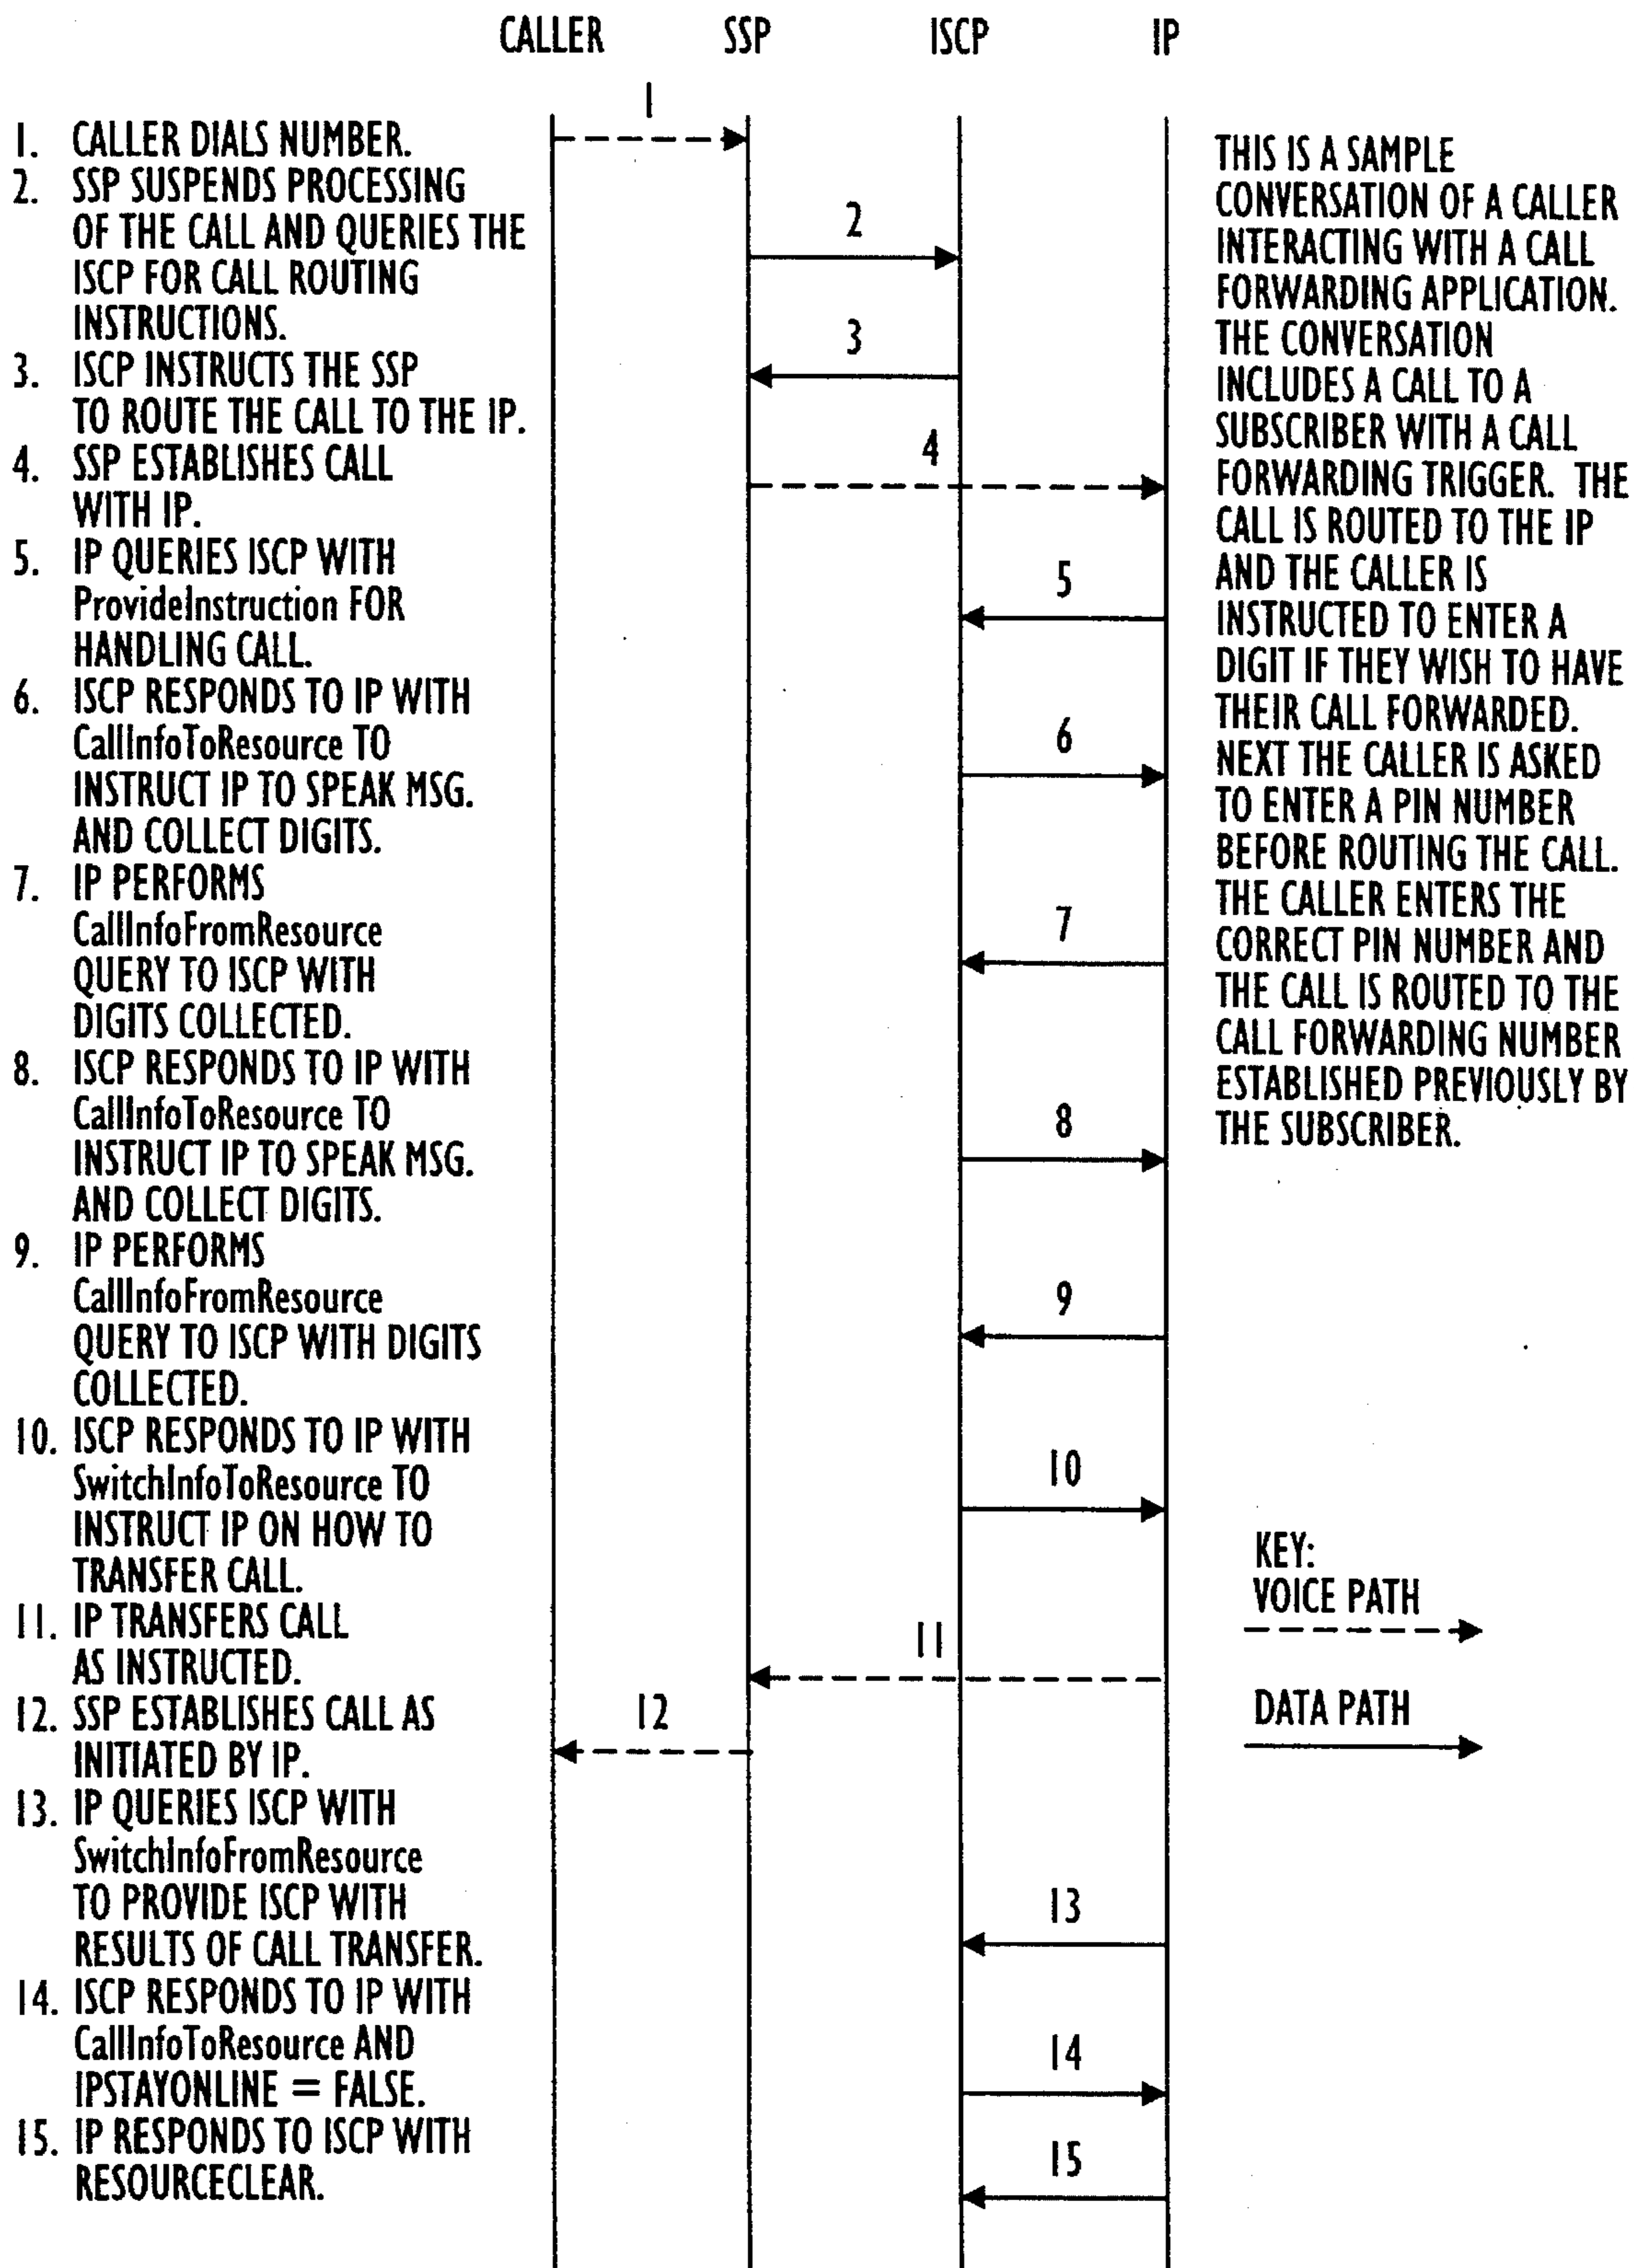 CALLER SSP ISCP IP
1. CALLER DIALS NUMBER.
2. SSP SUSPENDS PROCESSING
OF THE CALL AND QUERIES THE
ISCP FOR CALL ROUTING
INSTRUCTIONS.
3. ISCP INSTRUCTS THE SSP
TO ROUTE THE CALL TO THE IP.
4. SSP ESTABLISHES CALL
WITH IP.
5. IP QUERIES ISCP WITH
ProvideInstruction FOR
HANDLING CALL.
6. ISCP RESPONDS TO IP WITH
CallInfoToResource TO
INSTRUCT IP TO SPEAK MSG.
AND COLLECT DIGITS.
7. IP PERFORMS
CallInfoFromResource
QUERY TO ISCP WITH
DIGITS COLLECTED.
8. ISCP RESPONDS TO IP WITH
CallInfoToResource TO
INSTRUCT IP TO SPEAK MSG.
AND COLLECT DIGITS.
9. IP PERFORMS
CallInfoFromResource
QUERY TO ISCP WITH DIGITS
COLLECTED.
10. ISCP RESPONDS TO IP WITH
SwitchInfoToResource TO
INSTRUCT IP ON HOW TO
TRANSFER CALL.
11. IP TRANSFERS CALL
AS INSTRUCTED.
12. SSP ESTABLISHES CALL AS
INITIATED BY IP.
13. IP QUERIES ISCP WITH
SwitchInfoFromResource
TO PROVIDE ISCP WITH
RESULTS OF CALL TRANSFER.
14. ISCP RESPONDS TO IP WITH
CallInfoToResource AND
IPSTAYONLINE = FALSE.
15. IP RESPONDS TO ISCP WITH
RESOURCECLEAR.
1
2
3
4
5
6
7
8
9
10
11
12
13
14
15
THIS IS A SAMPLE
CONVERSATION OF A CALLER
INTERACTING WITH A CALL
FORWARDING APPLICATION.
THE CONVERSATION
INCLUDES A CALL TO A
SUBSCRIBER WITH A CALL
FORWARDING TRIGGER. THE
CALL IS ROUTED TO THE IP
AND THE CALLER IS
INSTRUCTED TO ENTER A
DIGIT IF THEY WISH TO HAVE
THEIR CALL FORWARDED.
NEXT THE CALLER IS ASKED
TO ENTER A PIN NUMBER
BEFORE ROUTING THE CALL.
THE CALLER ENTERS THE
CORRECT PIN NUMBER AND
THE CALL IS ROUTED TO THE
CALL FORWARDING NUMBER
ESTABLISHED PREVIOUSLY BY
THE SUBSCRIBER.
KEY:
VOICE PATH
DATA PATH